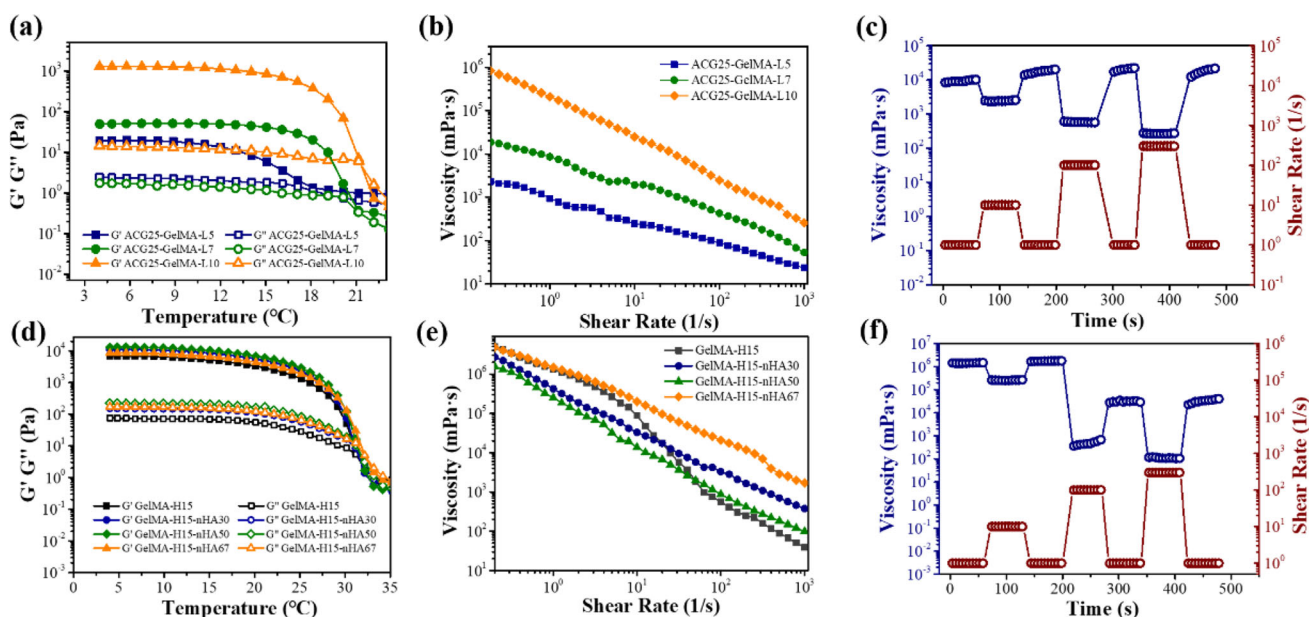 (a)
G' G'' (Pa)
10³
10²
10¹
10⁰
10⁻¹
10⁻²
G' ACG25-GelMA-L5 G'' ACG25-GelMA-L5
G' ACG25-GelMA-L7 G'' ACG25-GelMA-L7
G' ACG25-GelMA-L10 G'' ACG25-GelMA-L10
3 6 9 12 15 18 21
Temperature (°C)
(b)
Viscosity (mPa·s)
10⁶
10⁵
10⁴
10³
10²
10¹
ACG25-GelMA-L5
ACG25-GelMA-L7
ACG25-GelMA-L10
10⁰ 10¹ 10² 10³
Shear Rate (1/s)
(c)
Viscosity (mPa·s)
10⁵
10⁴
10³
10²
10¹
10⁰
10⁻¹
10⁻²
0 100 200 300 400 500
Time (s)
10⁵
10⁴
10³
10²
10¹
10⁰
10⁻¹
Shear Rate (1/s)
(d)
G' G'' (Pa)
10⁴
10³
10²
10¹
10⁰
10⁻¹
10⁻²
G' GelMA-H15 G'' GelMA-H15
G' GelMA-H15-nHA30 G'' GelMA-H15-nHA30
G' GelMA-H15-nHA50 G'' GelMA-H15-nHA50
G' GelMA-H15-nHA67 G'' GelMA-H15-nHA67
0 5 10 15 20 25 30 35
Temperature (°C)
(e)
Viscosity (mPa·s)
10⁶
10⁵
10⁴
10³
10²
10¹
GelMA-H15
GelMA-H15-nHA30
GelMA-H15-nHA50
GelMA-H15-nHA67
10⁰ 10¹ 10² 10³
Shear Rate (1/s)
(f)
Viscosity (mPa·s)
10⁷
10⁶
10⁵
10⁴
10³
10²
10¹
10⁰
10⁻¹
10⁻²
10⁻³
0 100 200 300 400 500
Time (s)
10⁶
10⁵
10⁴
10³
10²
10¹
10⁰
Shear Rate (1/s)